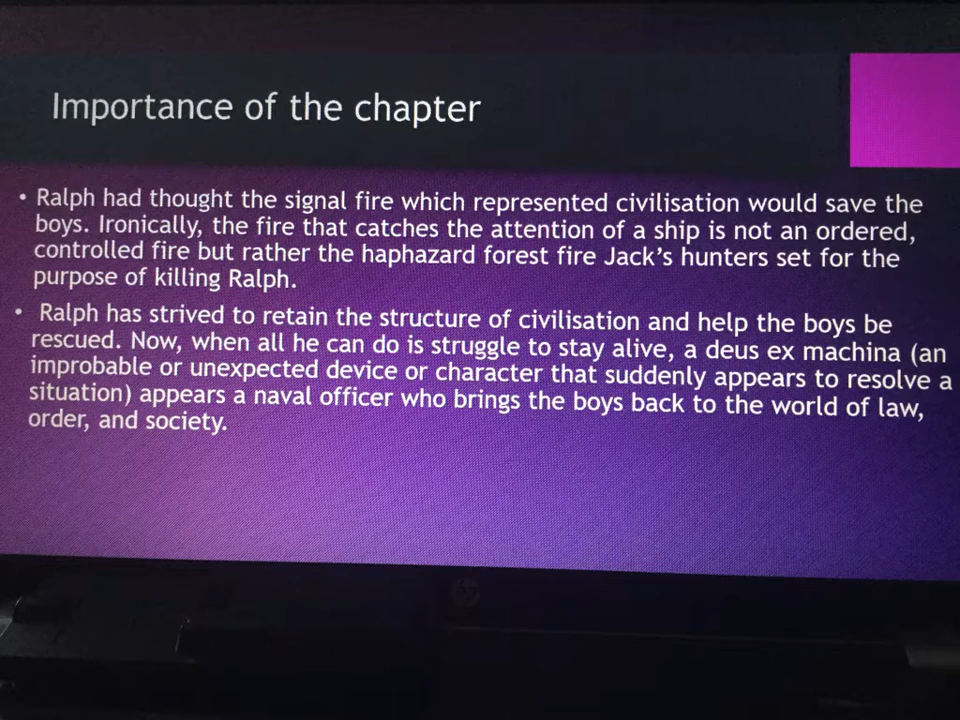 Importance of the chapter
• Ralph had thought the signal fire which represented civilisation would save the
boys. Ironically, the fire that catches the attention of a ship is not an ordered,
controlled fire but rather the haphazard forest fire Jack's hunters set for the
purpose of killing Ralph.
• Ralph has strived to retain the structure of civilisation and help the boys be
rescued. Now, when all he can do is struggle to stay alive, a deus ex machina (an
improbable or unexpected device or character that suddenly appears to resolve a
situation) appears a naval officer who brings the boys back to the world of law,
order, and society.
hp